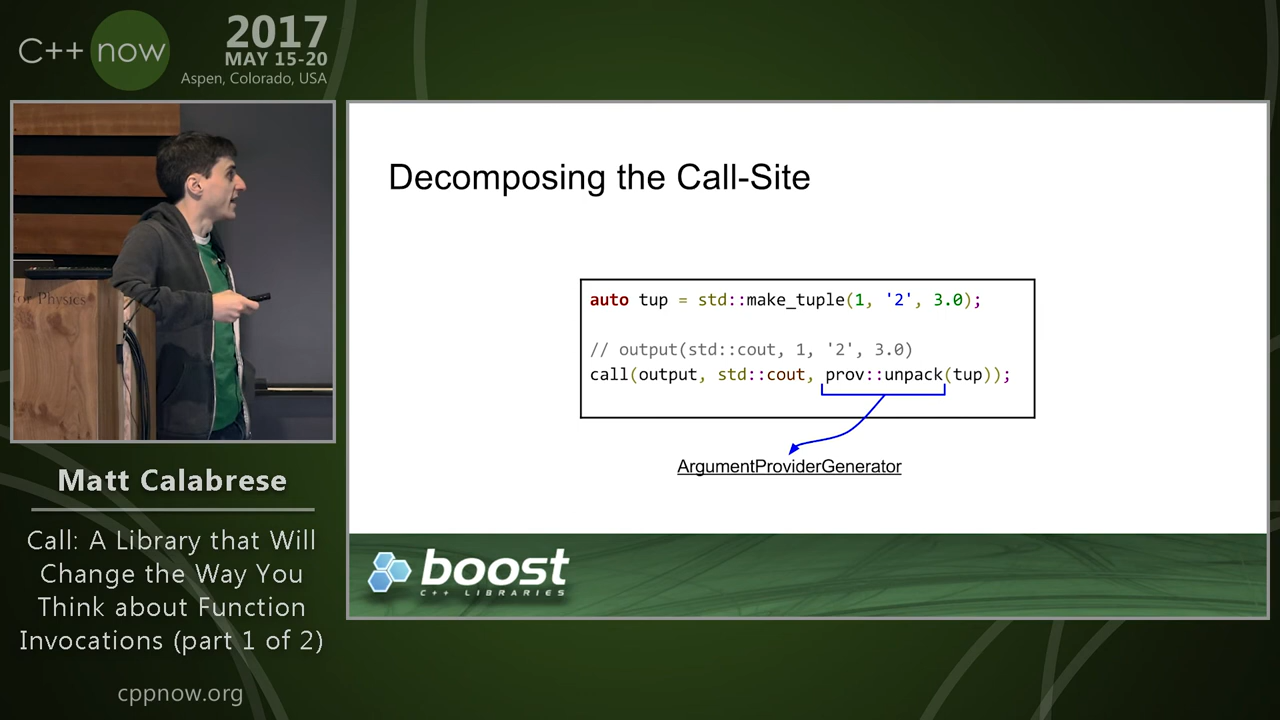 C++ now
2017
MAY 15-20
Aspen, Colorado, USA
for Physics
Matt Calabrese
Call: A Library that Will
Change the Way You
Think about Function
Invocations (part 1 of 2)
cppnow.org
Decomposing the Call-Site
auto tup = std::make_tuple(1, '2', 3.0);
// output(std::cout, 1, '2', 3.0)
call(output, std::cout, prov::unpack(tup));
ArgumentProviderGenerator
boost
C++ LIBRARIES